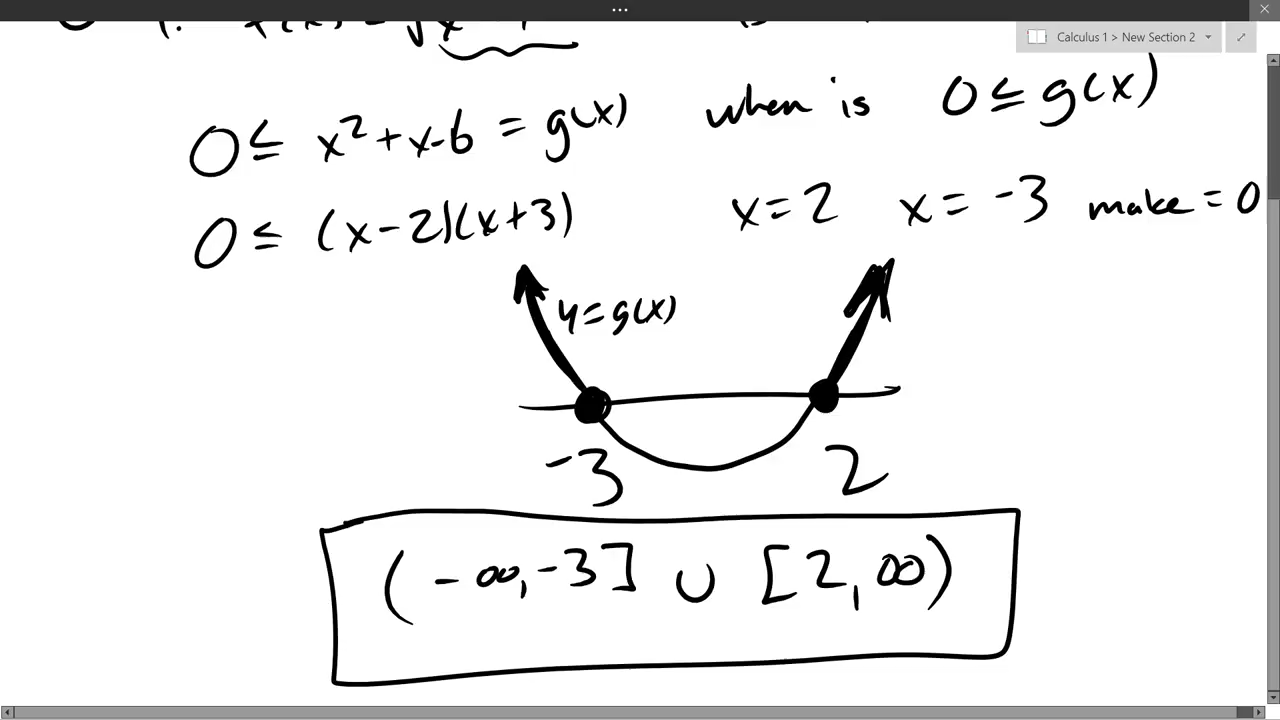 Calculus 1 > New Section 2
0 ≤ x² + x - 6 = g(x) when is 0 ≤ g(x)
0 ≤ (x - 2)(x + 3) x = 2 x = -3 make = 0
y = g(x)
-3 2
(-∞, -3] ∪ [2, ∞)